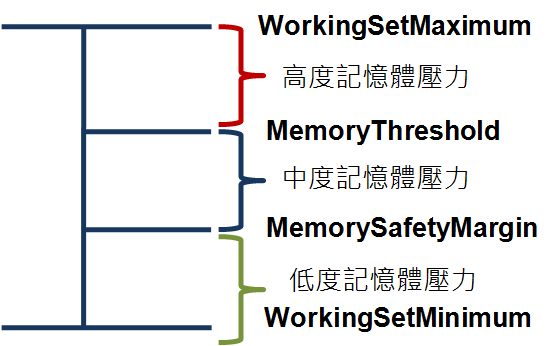 WorkingSetMaximum
高度記憶體壓力
MemoryThreshold
中度記憶體壓力
MemorySafetyMargin
低度記憶體壓力
WorkingSetMinimum